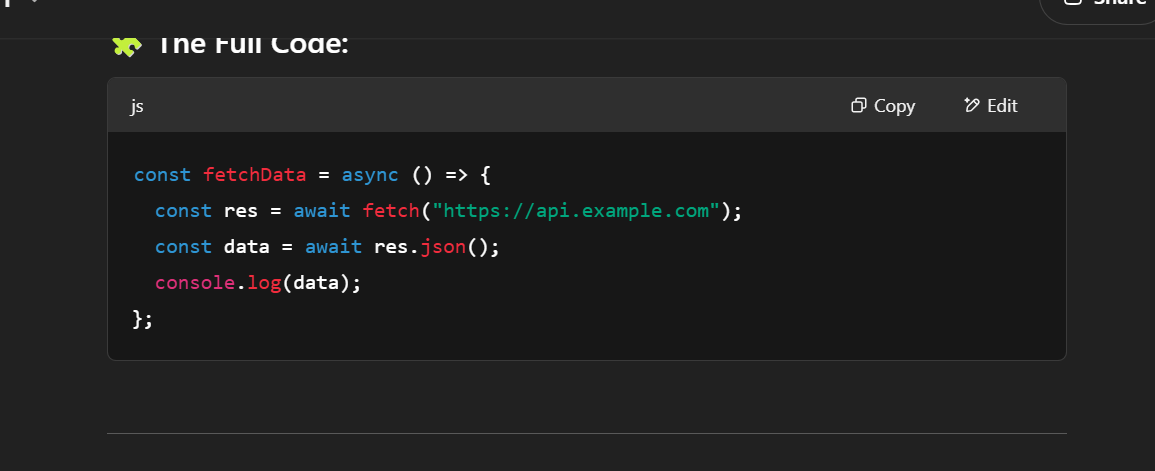 Share
The Full Code:
js
Copy
Edit
const fetchData = async () => {
  const res = await fetch("https://api.example.com");
  const data = await res.json();
  console.log(data);
};